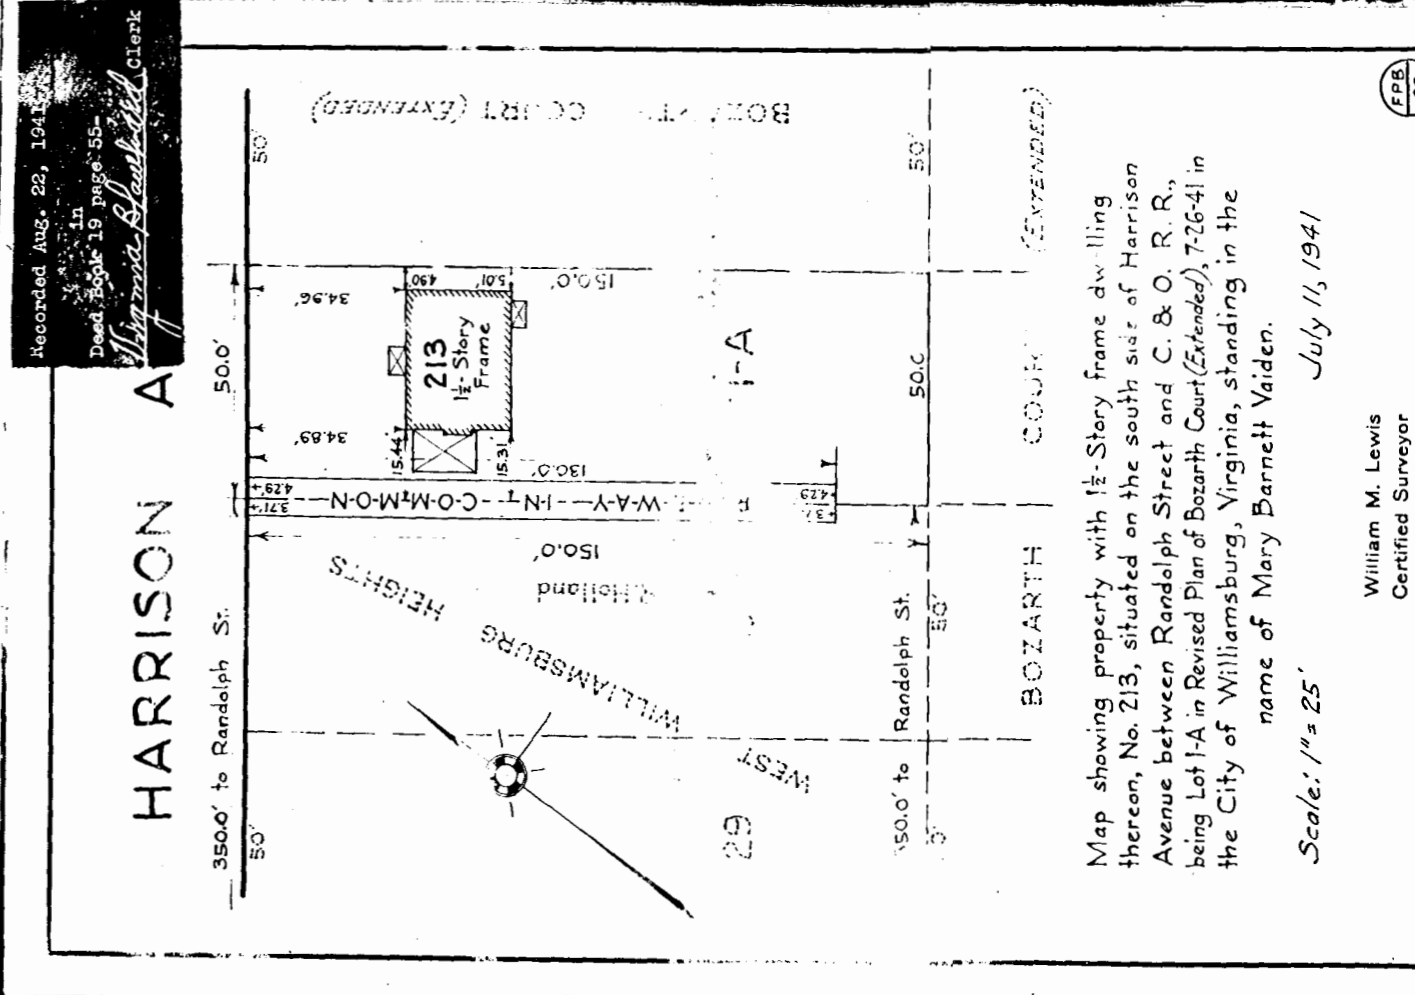 Recorded Aug. 22, 1941
in
Deed Book 19 page 55-
Clerk
HARRISON A
350.0' to Randolph St.
50.0'
50'
50'
34.96'
34.89'
4.90
5.01'
15.44'
15.31
213
1½- Story
Frame
150.0'
130.0'
1-A
4.29'
3.71'
W-A-Y-I-N-C-O-M-M-O-N
4.29
150.0'
Holland
WEST WILLIAMSBURG HEIGHTS
29
COURT (EXTENDED)
50'
50'
50.0' to Randolph St.
BOZARTH COUR (EXTENDED)
Map showing property with 1½-Story frame dw lling
thereon, No. 213, situated on the south side of Harrison
Avenue between Randolph Street and C. & O. R. R.,
being Lot 1-A in Revised Plan of Bozarth Court (Extended), 7-26-41 in
the City of Williamsburg, Virginia, standing in the
name of Mary Barnett Vaiden.
Scale: 1" = 25'
July 11, 1941
William M. Lewis
Certified Surveyor
FPB